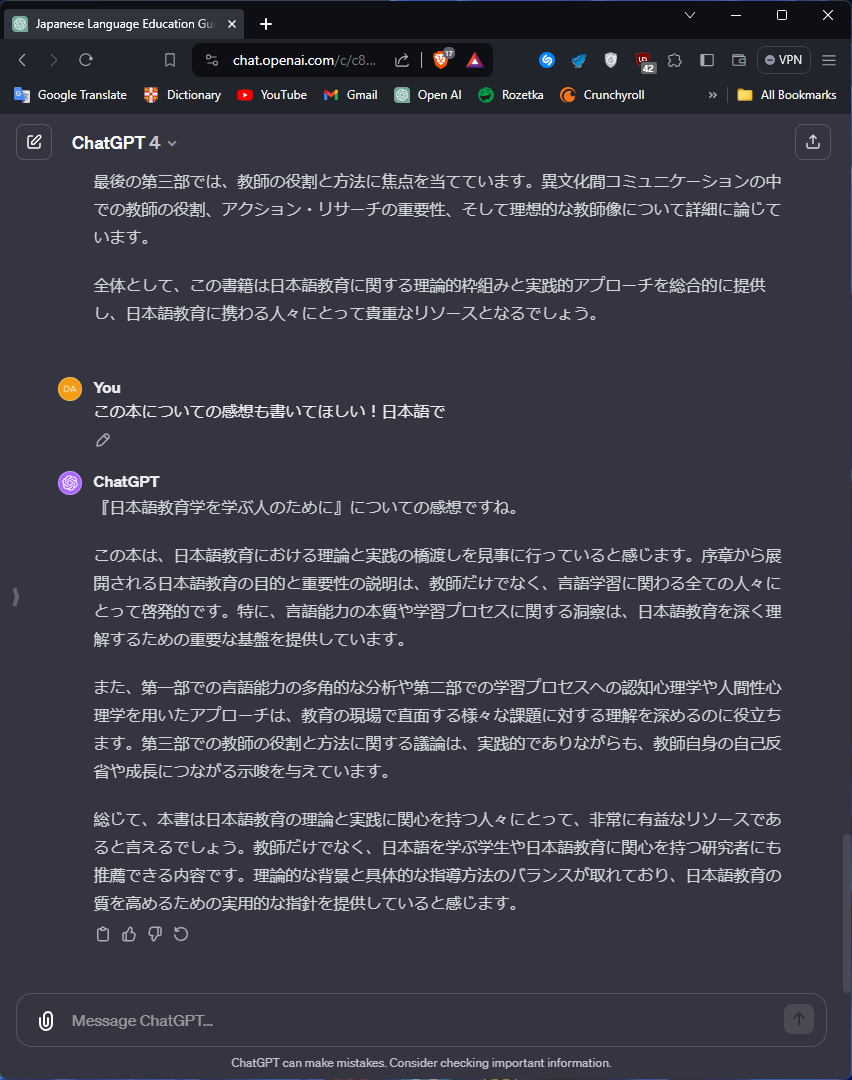 Japanese Language Education Gui
chat.openai.com/c/c8...
17
42
VPN
Google Translate
Dictionary
YouTube
Gmail
Open AI
Rozetka
Crunchyroll
»
All Bookmarks
ChatGPT 4
最後の第三部では、教師の役割と方法に焦点を当てています。異文化間コミュニケーションの中
での教師の役割、アクション・リサーチの重要性、そして理想的な教師像について詳細に論じて
います。
全体として、この書籍は日本語教育に関する理論的枠組みと実践的アプローチを総合的に提供
し、日本語教育に携わる人々にとって貴重なリソースとなるでしょう。
DA
You
この本についての感想も書いてほしい！日本語で
ChatGPT
『日本語教育学を学ぶ人のために』についての感想ですね。
この本は、日本語教育における理論と実践の橋渡しを見事に行っていると感じます。序章から展
開される日本語教育の目的と重要性の説明は、教師だけでなく、言語学習に関わる全ての人々に
とって啓発的です。特に、言語能力の本質や学習プロセスに関する洞察は、日本語教育を深く理
解するための重要な基盤を提供しています。
また、第一部での言語能力の多角的な分析や第二部での学習プロセスへの認知心理学や人間性心
理学を用いたアプローチは、教育の現場で直面する様々な課題に対する理解を深めるのに役立ち
ます。第三部での教師の役割と方法に関する議論は、実践的でありながらも、教師自身の自己反
省や成長につながる示唆を与えています。
総じて、本書は日本語教育の理論と実践に関心を持つ人々にとって、非常に有益なリソースであ
ると言えるでしょう。教師だけでなく、日本語を学ぶ学生や日本語教育に関心を持つ研究者にも
推薦できる内容です。理論的な背景と具体的な指導方法のバランスが取れており、日本語教育の
質を高めるための実用的な指針を提供していると感じます。
Message ChatGPT...
ChatGPT can make mistakes. Consider checking important information.